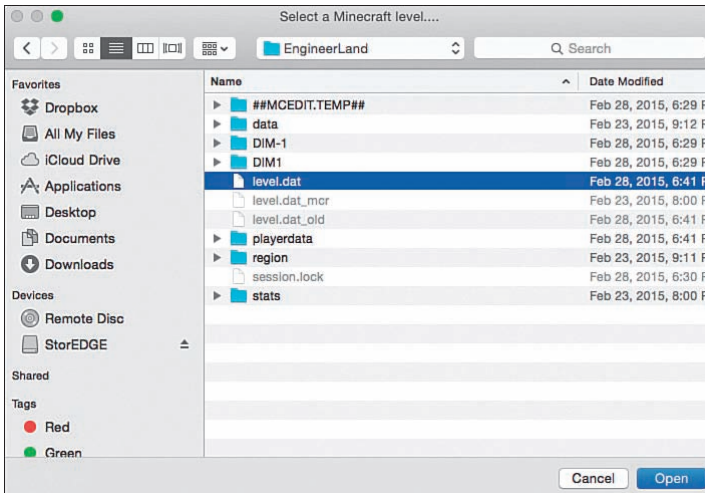 Select a Minecraft level....
EngineerLand
Search
Favorites
Dropbox
All My Files
iCloud Drive
Applications
Desktop
Documents
Downloads
Devices
Remote Disc
StorEDGE
Shared
Tags
Red
Green
Name Date Modified
##MCEDIT.TEMP## Feb 28, 2015, 6:29 P
data Feb 23, 2015, 9:12 P
DIM-1 Feb 28, 2015, 6:29 P
DIM1 Feb 28, 2015, 6:29 P
level.dat Feb 28, 2015, 6:41 P
level.dat_mcr Feb 23, 2015, 8:00 P
level.dat_old Feb 28, 2015, 6:41 P
playerdata Feb 28, 2015, 6:41 P
region Feb 23, 2015, 9:11 P
session.lock Feb 28, 2015, 6:30 P
stats Feb 23, 2015, 8:00 P
Cancel Open